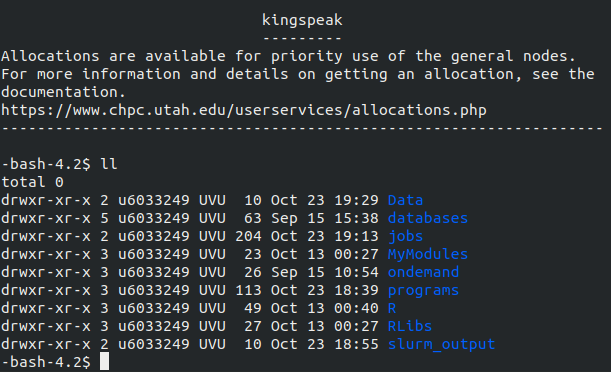 kingspeak
---------
Allocations are available for priority use of the general nodes.
For more information and details on getting an allocation, see the
documentation.
https://www.chpc.utah.edu/userservices/allocations.php
-------------------------------------------------------------------
-bash-4.2$ ll
total 0
drwxr-xr-x 2 u6033249 UVU  10 Oct 23 19:29 Data
drwxr-xr-x 5 u6033249 UVU  63 Sep 15 15:38 databases
drwxr-xr-x 2 u6033249 UVU 204 Oct 23 19:13 jobs
drwxr-xr-x 3 u6033249 UVU  23 Oct 13 00:27 MyModules
drwxr-xr-x 3 u6033249 UVU  26 Sep 15 10:54 ondemand
drwxr-xr-x 6 u6033249 UVU 113 Oct 23 18:39 programs
drwxr-xr-x 3 u6033249 UVU  49 Oct 13 00:40 R
drwxr-xr-x 3 u6033249 UVU  27 Oct 13 00:27 RLibs
drwxr-xr-x 2 u6033249 UVU  10 Oct 23 18:55 slurm_output
-bash-4.2$